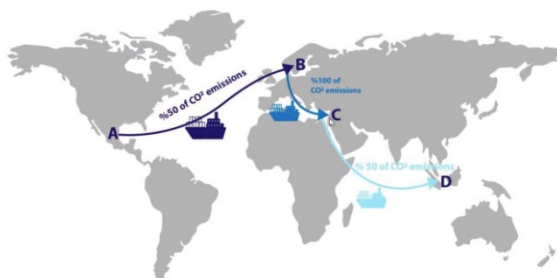 %50 of CO² emissions
B
%100 of
CO² emissions
A
C
% 50 of CO² emissions
D